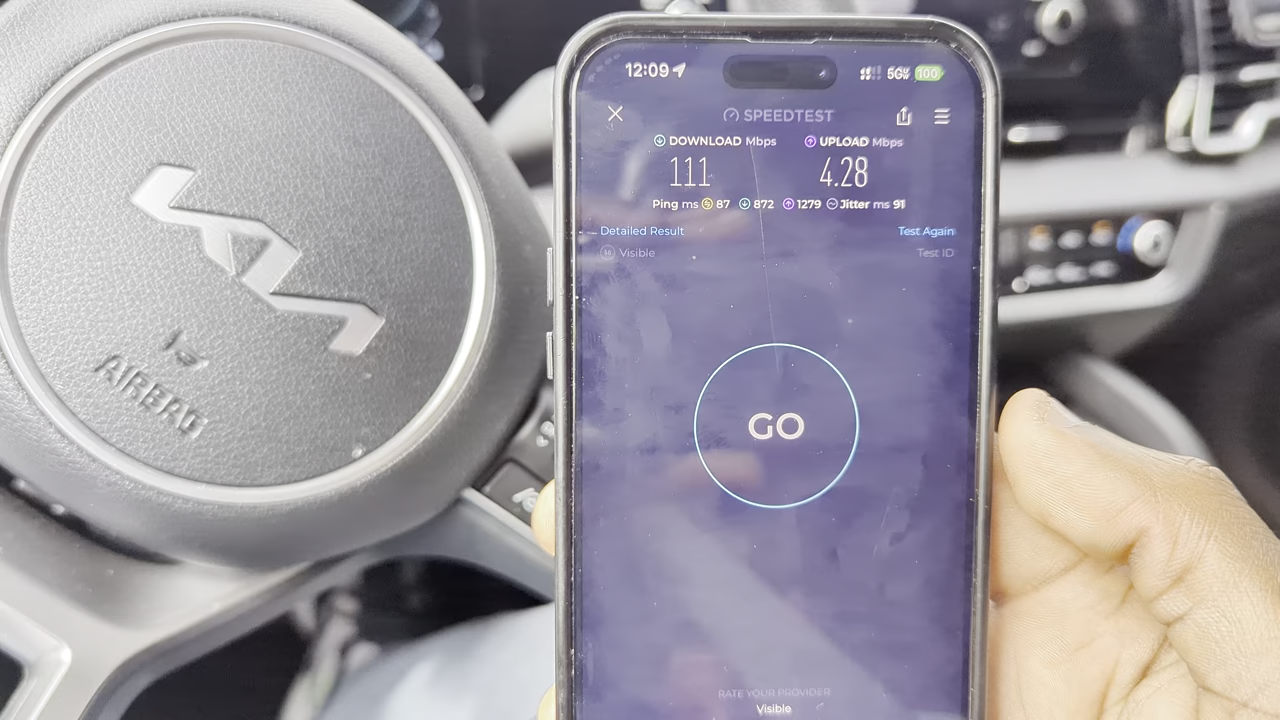 12:09 5GW 100
SPEEDTEST
DOWNLOAD Mbps UPLOAD Mbps
111 4.28
Ping ms 87 872 1279 Jitter ms 91
Detailed Result Test Again
Visible Test ID
GO
RATE YOUR PROVIDER
Visible
AIRBAG